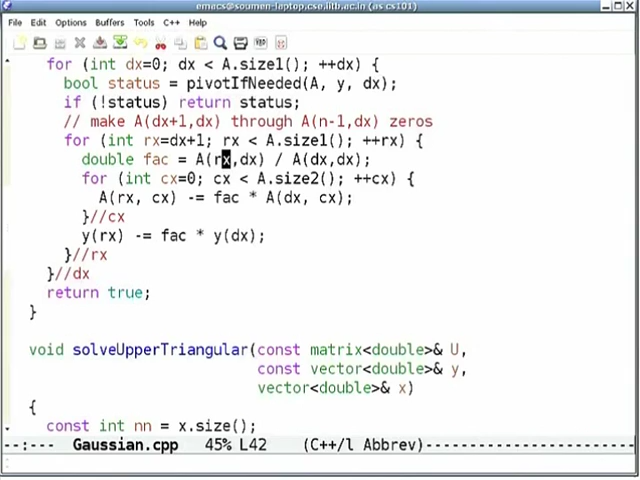 emacs@soumen-laptop.cse.iitb.ac.in (as cs101)
File Edit Options Buffers Tools C++ Help
for (int dx=0; dx < A.size1(); ++dx) {
bool status = pivotIfNeeded(A, y, dx);
if (!status) return status;
// make A(dx+1,dx) through A(n-1,dx) zeros
for (int rx=dx+1; rx < A.size1(); ++rx) {
double fac = A(rx,dx) / A(dx,dx);
for (int cx=0; cx < A.size2(); ++cx) {
A(rx, cx) -= fac * A(dx, cx);
}//cx
y(rx) -= fac * y(dx);
}//rx
}//dx
return true;
}
void solveUpperTriangular(const matrix<double>& U,
const vector<double>& y,
vector<double>& x)
{
const int nn = x.size();
--:--- Gaussian.cpp 45% L42 (C++/l Abbrev)------------------------